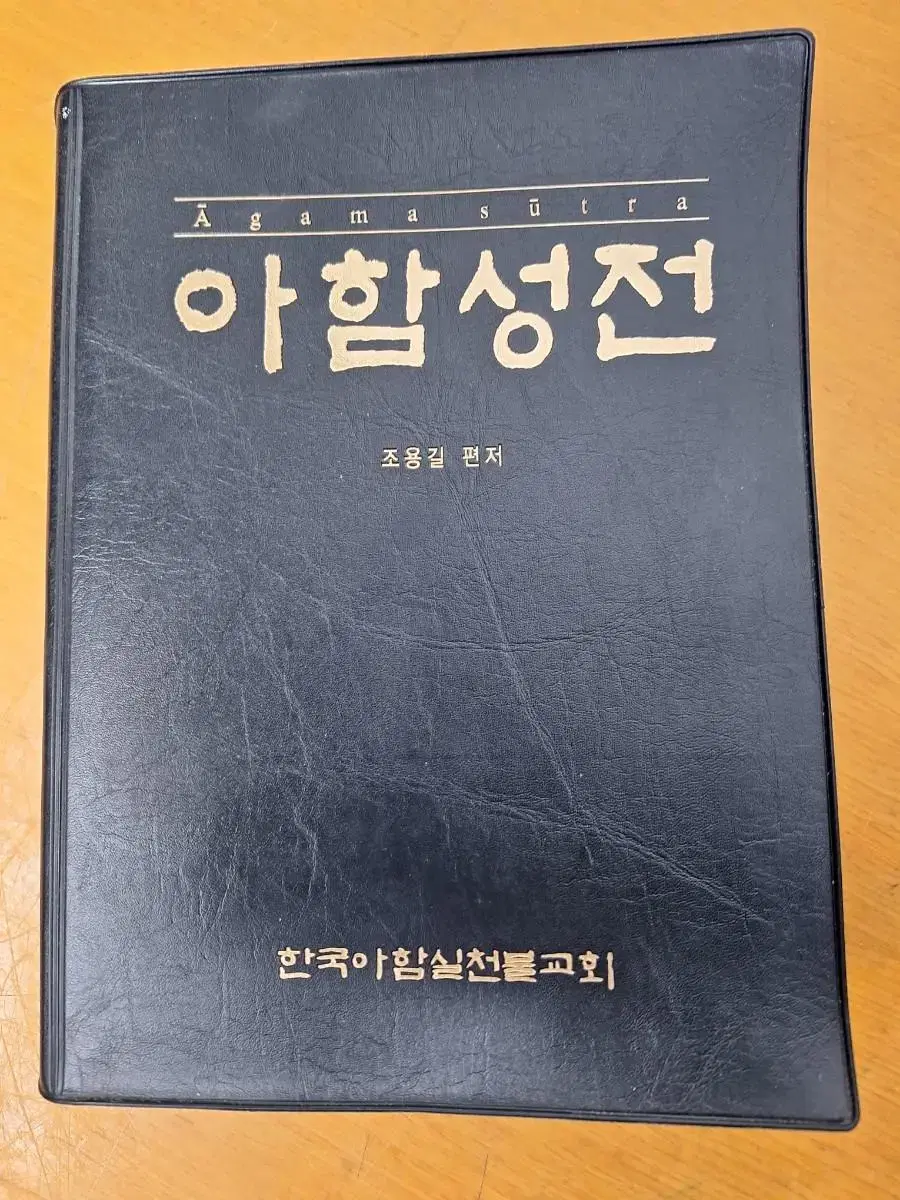 Āgama sūtra
아함성전
조용길 편저
한국아함실천불교회